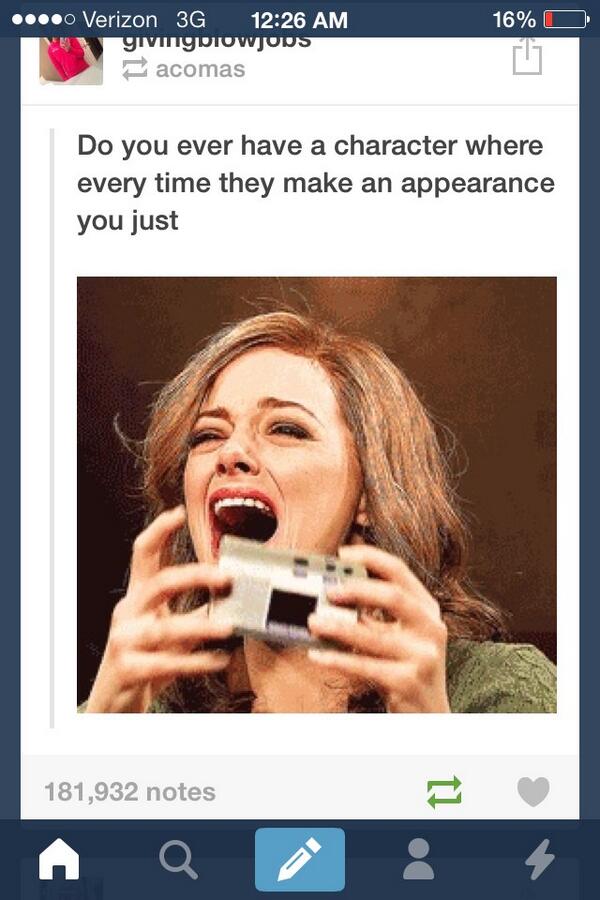 Verizon 3G 12:26 AM 16%
givingblowjobs
acomas
Do you ever have a character where
every time they make an appearance
you just
181,932 notes